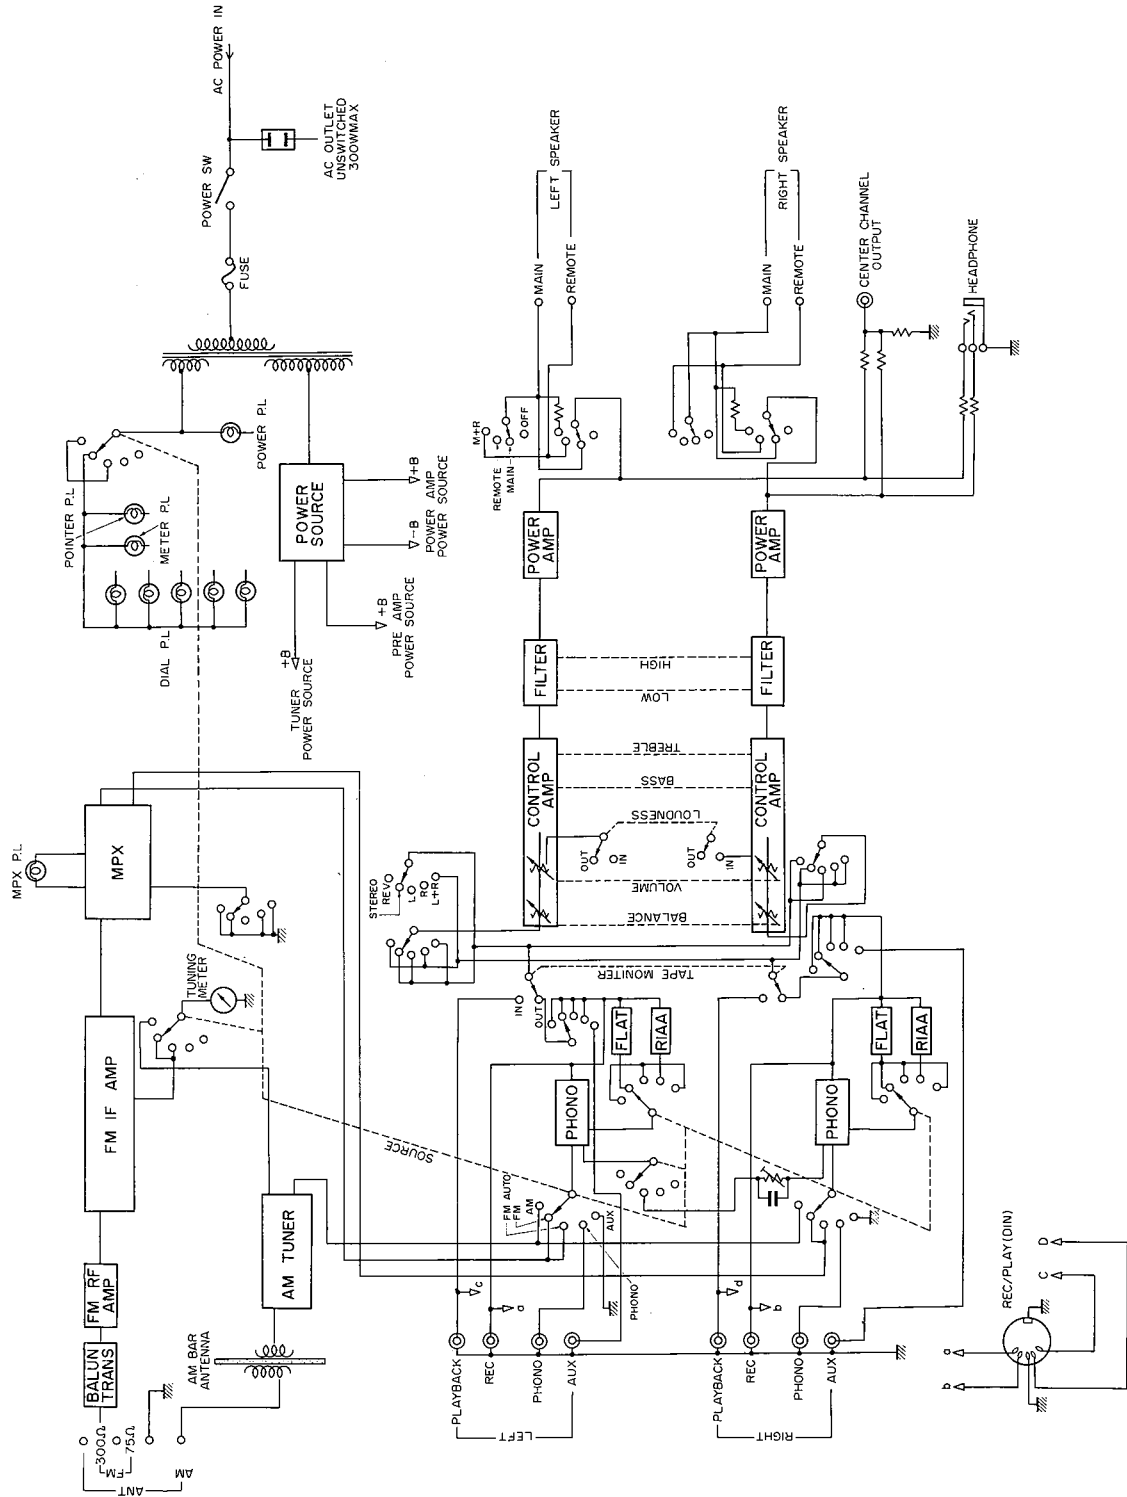 AC POWER IN
POWER SW
AC OUTLET
UNSWITCHED
300WMAX
FUSE
POWER P.L
POINTER P.L
METER P.L
DIAL P.L
POWER
SOURCE
+B
-B
POWER AMP
POWER SOURCE
+B
PRE AMP
POWER SOURCE
+B
TUNER
POWER SOURCE
MPX P.L
MPX
TUNING
METER
FM IF AMP
FM RF
AMP
BALUN
TRANS
300Ω
75Ω
FM
AM
ANT
AM BAR
ANTENNA
AM TUNER
SOURCE
LEFT SPEAKER
MAIN
REMOTE
RIGHT SPEAKER
MAIN
REMOTE
CENTER CHANNEL
OUTPUT
HEADPHONE
M+R
OFF
REMOTE
MAIN
POWER
AMP
POWER
AMP
FILTER
FILTER
HIGH
LOW
CONTROL
AMP
CONTROL
AMP
TREBLE
BASS
LOUDNESS
OUT
IN
OUT
IN
VOLUME
BALANCE
STEREO
REV
L
R
L+R
TAPE MONITER
IN
OUT
FLAT
RIAA
FLAT
RIAA
PHONO
PHONO
FM AUTO
FM
AM
AUX
PHONO
c
a
d
b
PLAYBACK
REC
PHONO
AUX
LEFT
PLAYBACK
REC
PHONO
AUX
RIGHT
REC/PLAY(DIN)
a
b
C
D